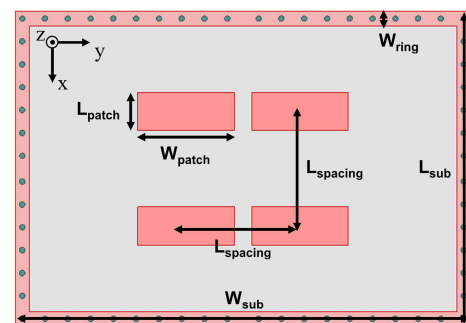 z
y
x
W_ring
L_patch
W_patch
L_spacing
L_sub
L_spacing
W_sub